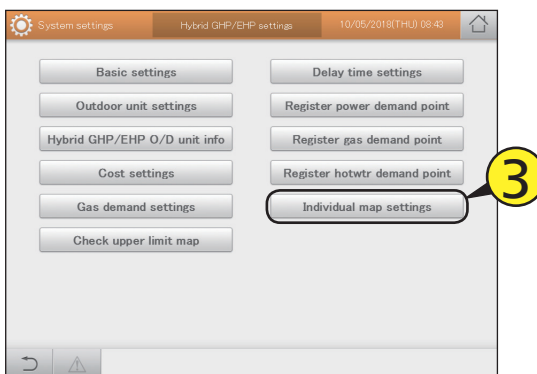 System settings
Hybrid GHP/EHP settings
10/05/2018(THU) 08:43
Basic settings
Delay time settings
Outdoor unit settings
Register power demand point
Hybrid GHP/EHP O/D unit info
Register gas demand point
Cost settings
Register hotwtr demand point
Gas demand settings
Individual map settings
3
Check upper limit map